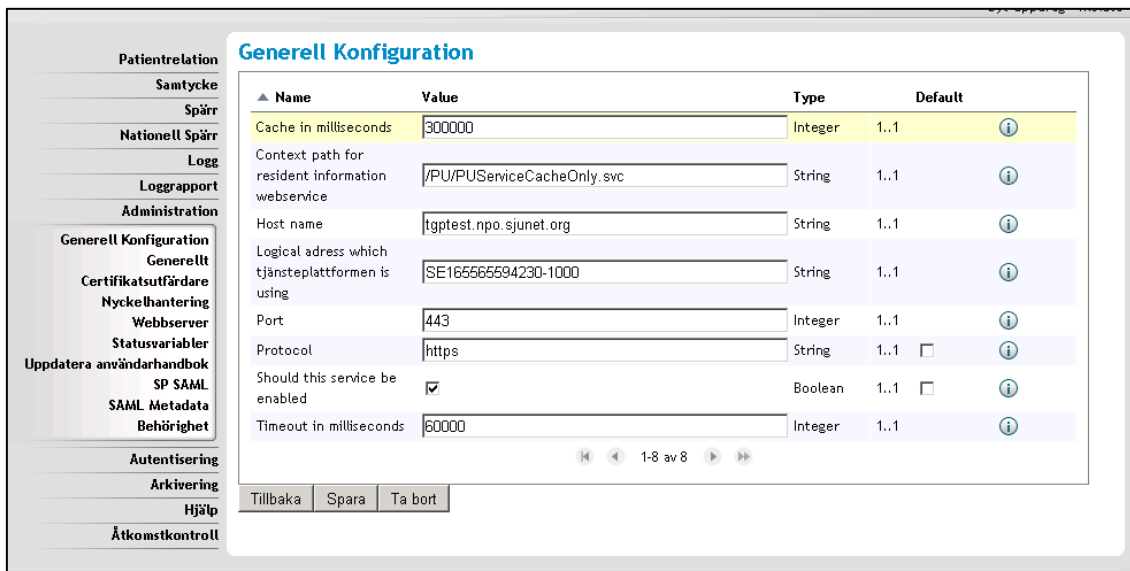 Patientrelation
Samtycke
Spärr
Nationell Spärr
Logg
Loggrapport
Administration
Generell Konfiguration
Generellt
Certifikatsutfärdare
Nyckelhantering
Webbserver
Statusvariabler
Uppdatera användarhandbok
SP SAML
SAML Metadata
Behörighet
Autentisering
Arkivering
Hjälp
Åtkomstkontroll
Generell Konfiguration
Name Value Type Default
Cache in milliseconds 300000 Integer 1..1
Context path for
resident information
webservice
/PU/PUServiceCacheOnly.svc String 1..1
Host name tgptest.npo.sjunet.org String 1..1
Logical adress which
tjänsteplattformen is
using
SE165565594230-1000 String 1..1
Port 443 Integer 1..1
Protocol https String 1..1
Should this service be
enabled
Boolean 1..1
Timeout in milliseconds 60000 Integer 1..1
1-8 av 8
Tillbaka Spara Ta bort